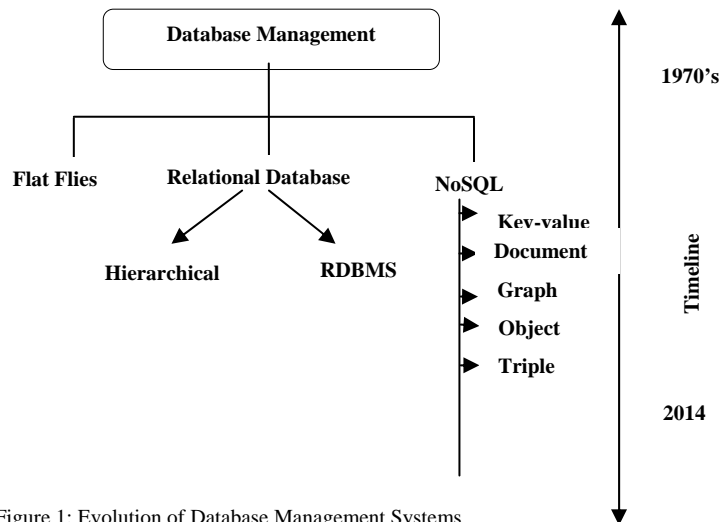 Database Management
1970’s
Flat Flies
Relational Database
NoSQL
Key-value
Document
Hierarchical
RDBMS
Graph
Object
Triple
Timeline
2014
Figure 1: Evolution of Database Management Systems